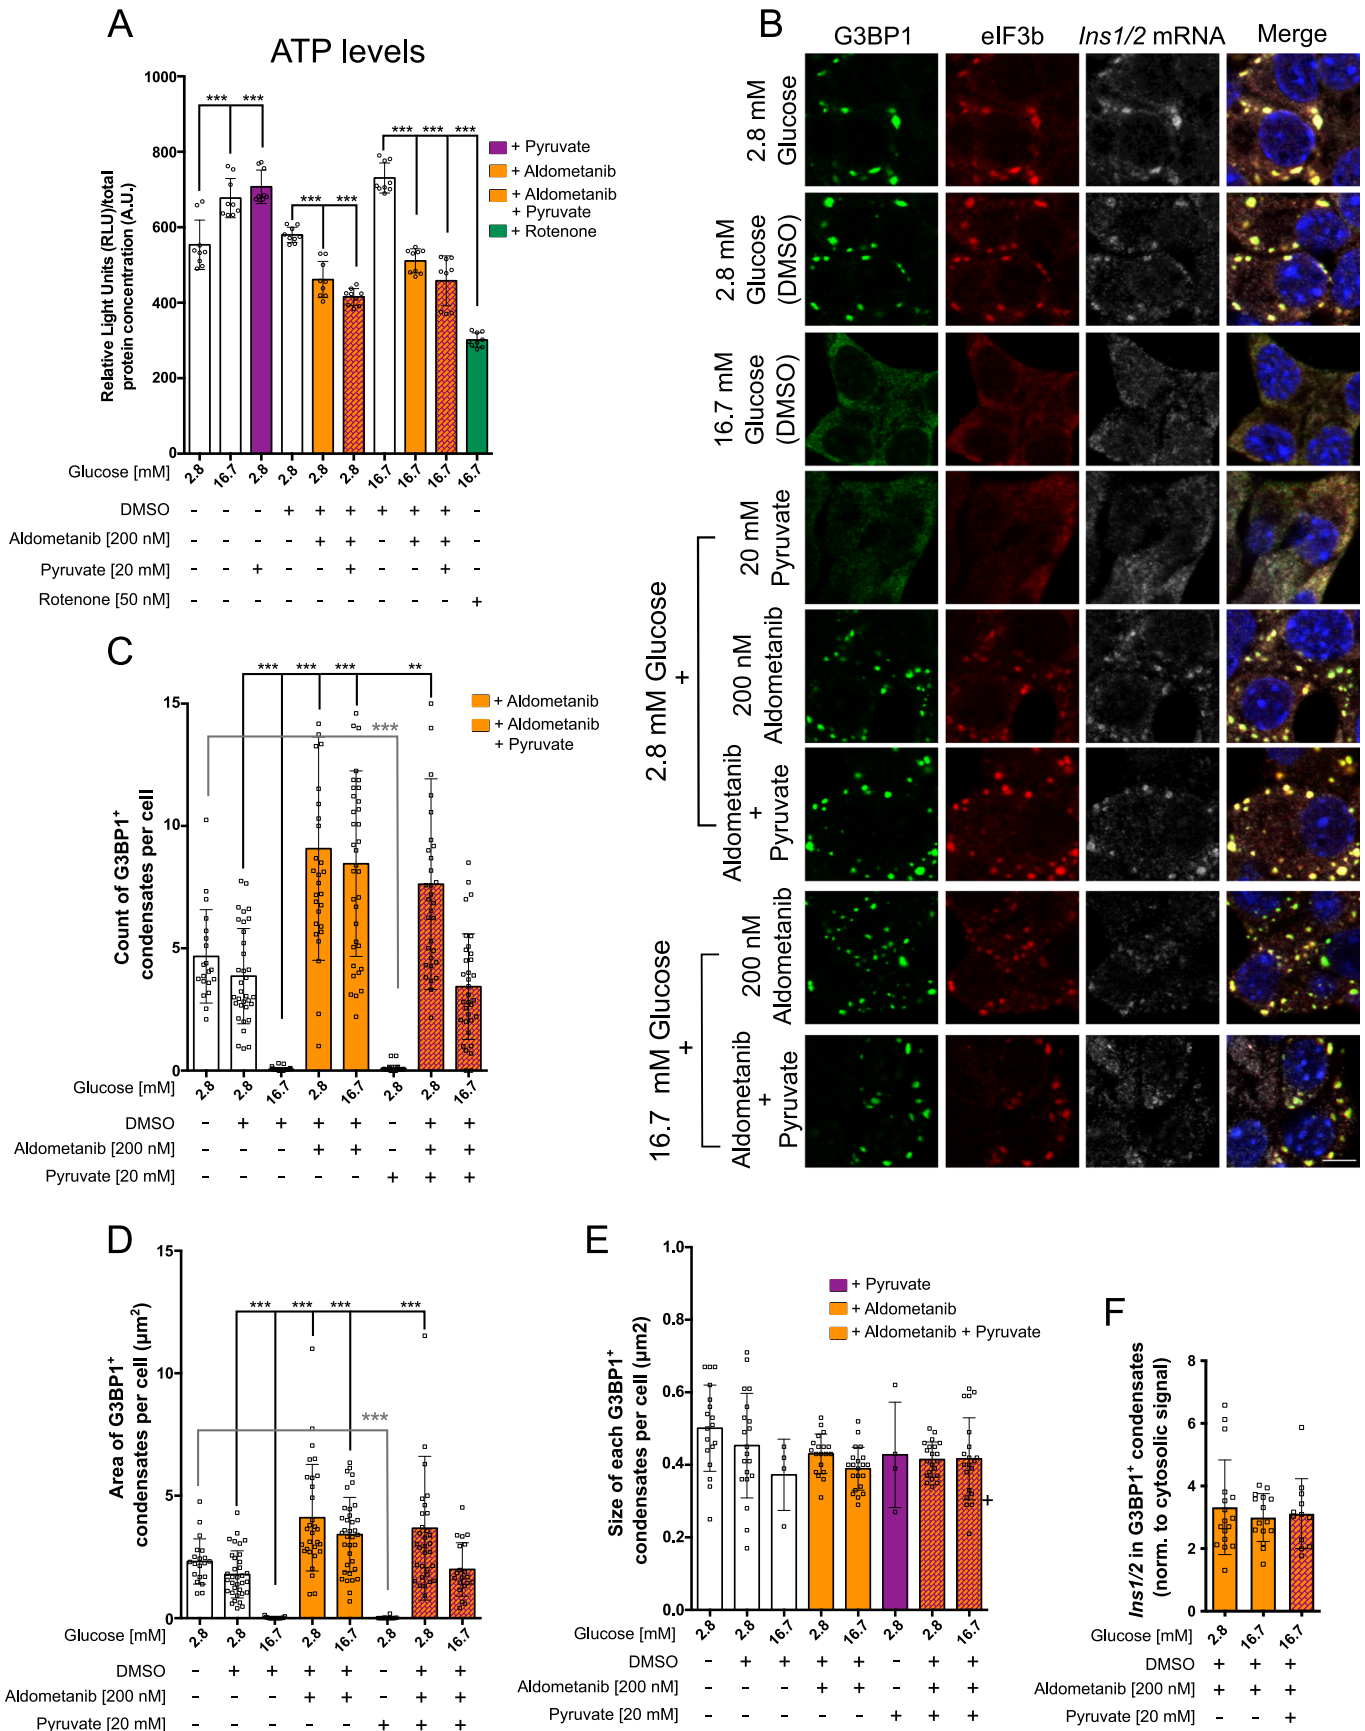 A
ATP levels
Relative Light Units (RLU)/total
protein concentration (A.U.)
1000
800
600
400
200
0
*** ***
*** ***
*** *** ***
+ Pyruvate
+ Aldometanib
+ Aldometanib
+ Pyruvate
+ Rotenone
Glucose [mM] 2.8 16.7 2.8 2.8 2.8 2.8 16.7 16.7 16.7 16.7
DMSO - - - + + + + + + -
Aldometanib [200 nM] - - - - + + - + + -
Pyruvate [20 mM] - - + - - + - - + -
Rotenone [50 nM] - - - - - - - - - +
B
G3BP1 eIF3b Ins1/2 mRNA Merge
2.8 mM
Glucose
2.8 mM
Glucose
(DMSO)
16.7 mM
Glucose
(DMSO)
2.8 mM Glucose
+
20 mM
Pyruvate
200 nM
Aldometanib
Aldometanib
+
Pyruvate
16.7 mM Glucose
+
200 nM
Aldometanib
Aldometanib
+
Pyruvate
C
Count of G3BP1+
condensates per cell
15
10
5
0
*** *** *** **
***
+ Aldometanib
+ Aldometanib
+ Pyruvate
Glucose [mM] 2.8 2.8 16.7 2.8 16.7 2.8 2.8 16.7
DMSO - + + + + - + +
Aldometanib [200 nM] - - - + + - + +
Pyruvate [20 mM] - - - - - + + +
D
Area of G3BP1+
condensates per cell (µm²)
15
10
5
0
*** *** *** ***
***
Glucose [mM] 2.8 2.8 16.7 2.8 16.7 2.8 2.8 16.7
DMSO - + + + + - + +
Aldometanib [200 nM] - - - + + - + +
Pyruvate [20 mM] - - - - - + + +
E
Size of each G3BP1+
condensates per cell (µm2)
1.0
0.8
0.6
0.4
0.2
0.0
+ Pyruvate
+ Aldometanib
+ Aldometanib + Pyruvate
+
Glucose [mM] 2.8 2.8 16.7 2.8 16.7 2.8 2.8 16.7
DMSO - + + + + - + +
Aldometanib [200 nM] - - - + + - + +
Pyruvate [20 mM] - - - - - + + +
F
Ins1/2 in G3BP1+ condensates
(norm. to cytosolic signal)
8
6
4
2
0
Glucose [mM] 2.8 16.7 16.7
DMSO + + +
Aldometanib [200 nM] + + +
Pyruvate [20 mM] - - +